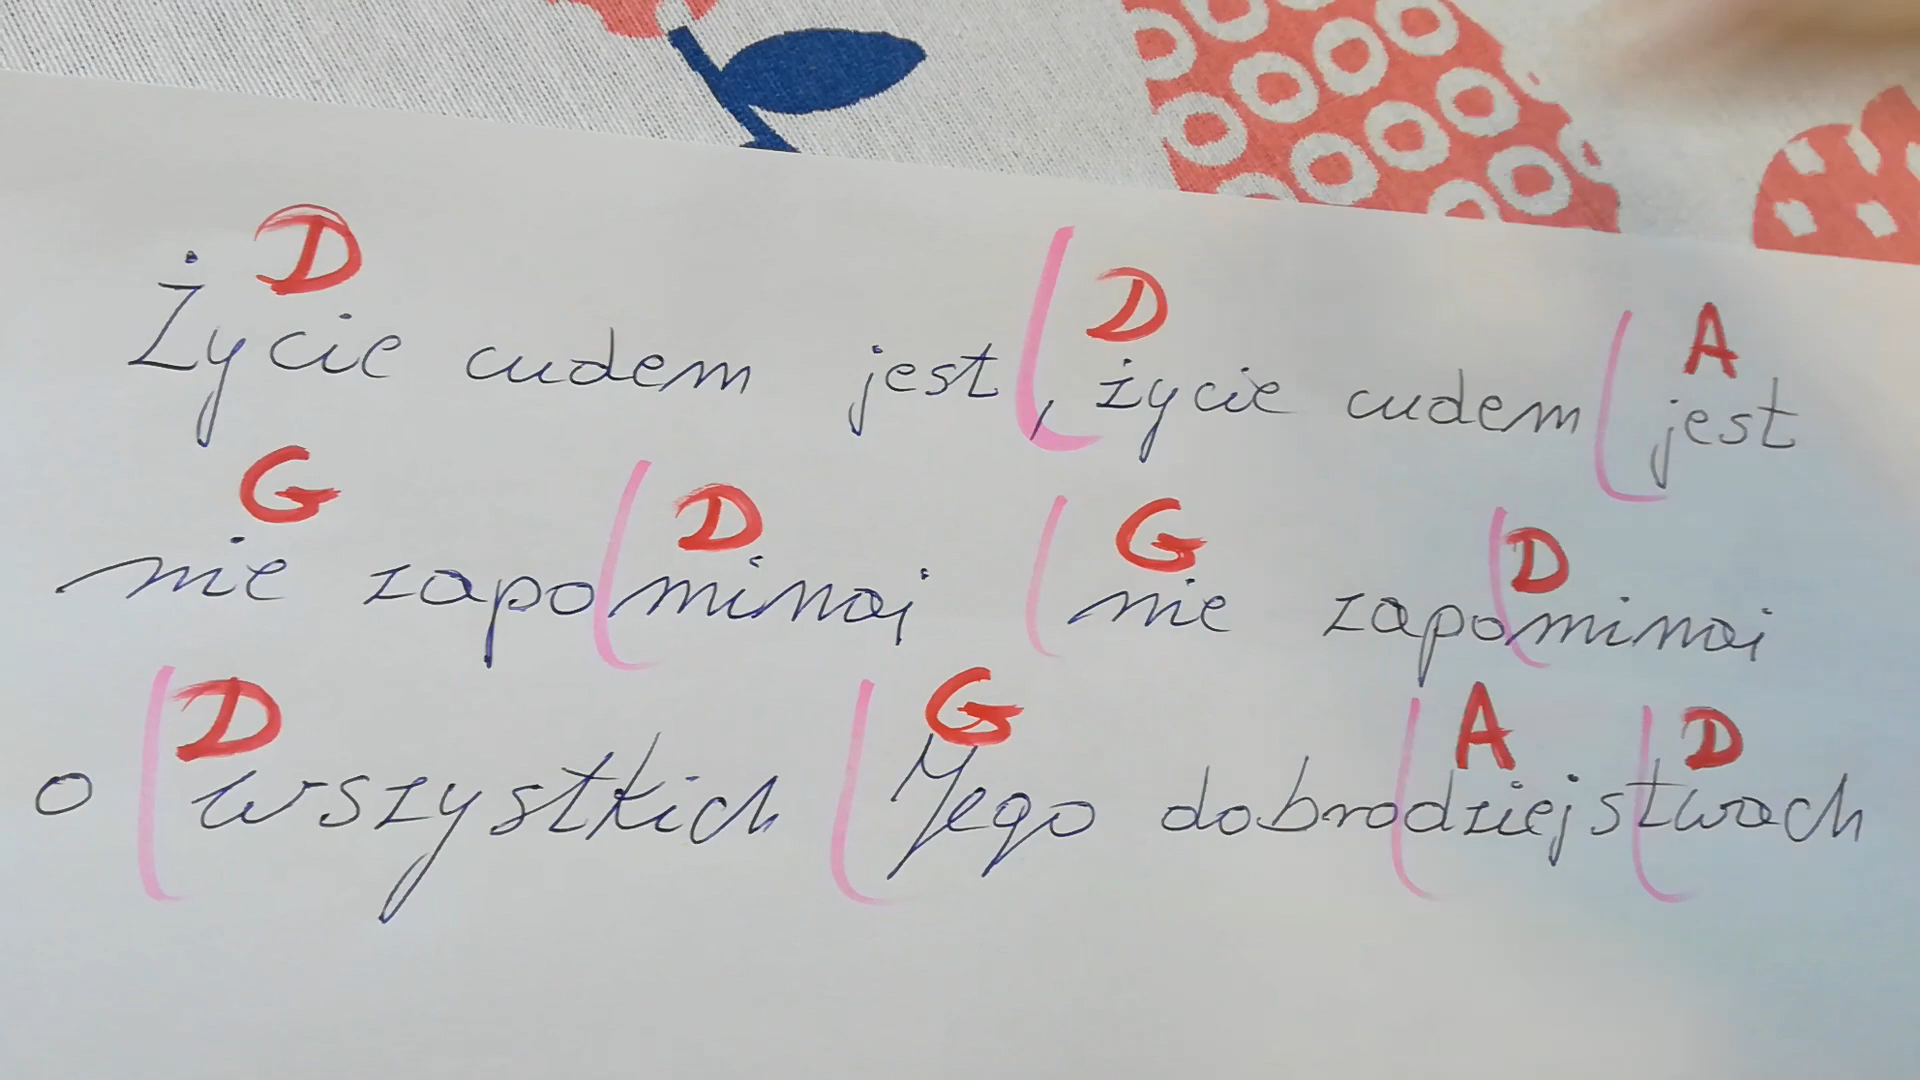 D D A
Życie cudem jest, życie cudem jest
G D G D
nie zapominaj nie zapominaj
D G A D
o wszystkich Jego dobrodziejstwach